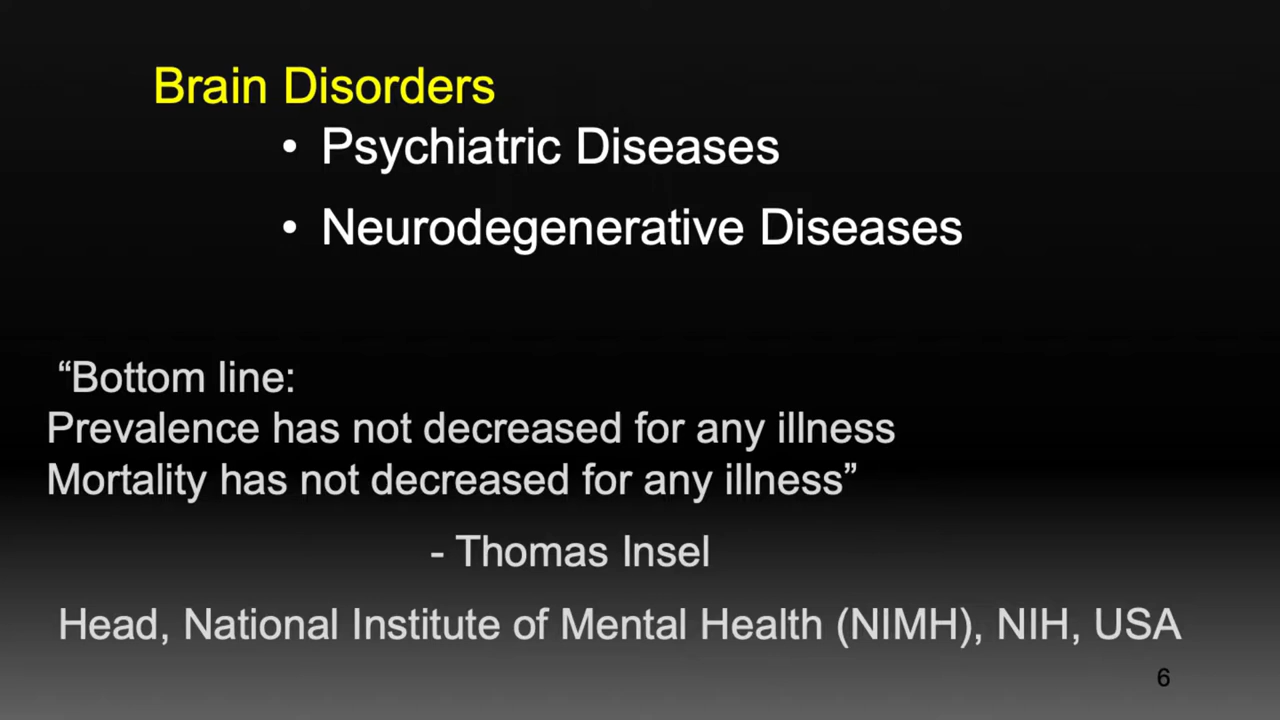 Brain Disorders
• Psychiatric Diseases
• Neurodegenerative Diseases
“Bottom line:
Prevalence has not decreased for any illness
Mortality has not decreased for any illness”
- Thomas Insel
Head, National Institute of Mental Health (NIMH), NIH, USA
6